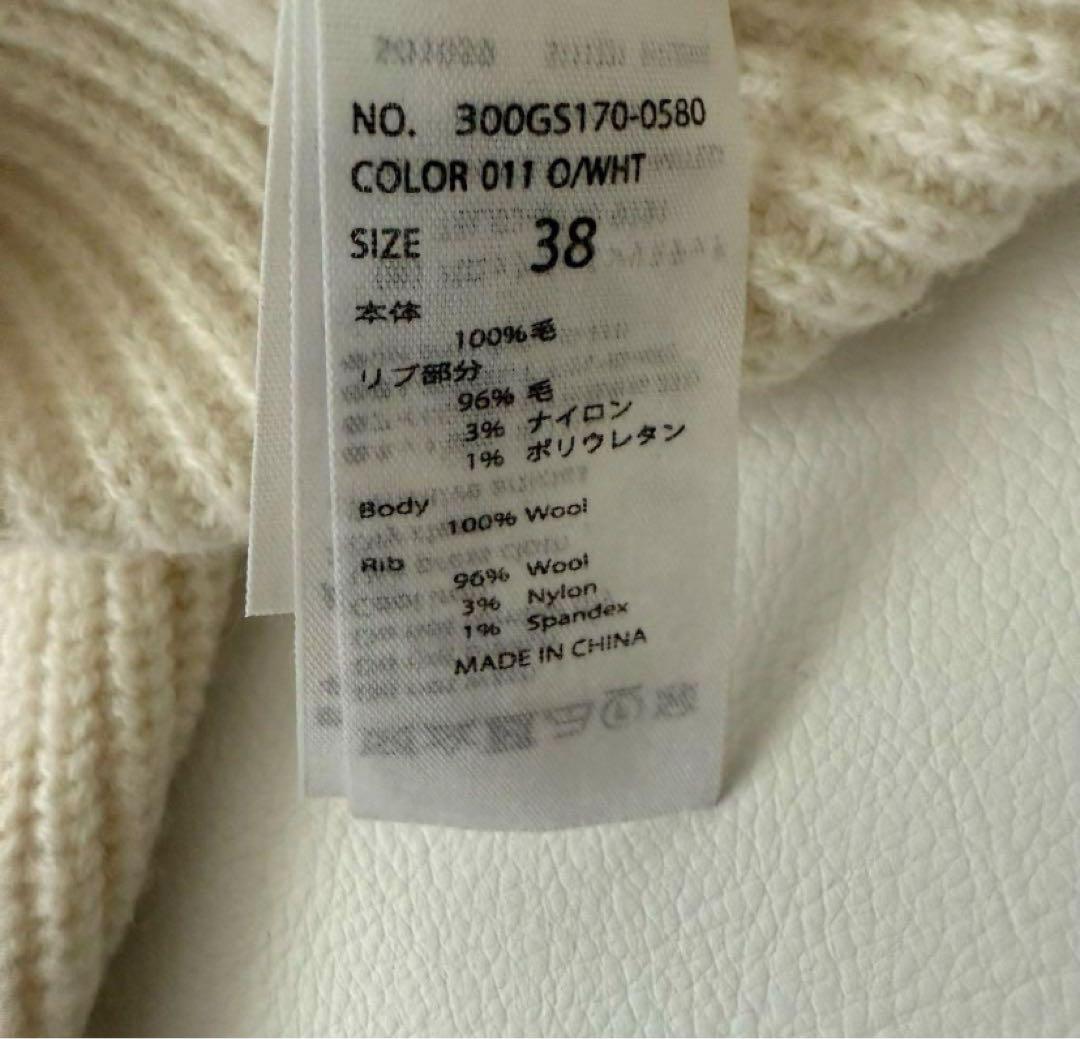 NO. 300GS170-0580
COLOR 011 O/WHT
SIZE 38
本体
100%毛
リブ部分
96% 毛
3% ナイロン
1% ポリウレタン
Body
100% Wool
Rib
96% Wool
3% Nylon
1% Spandex
MADE IN CHINA